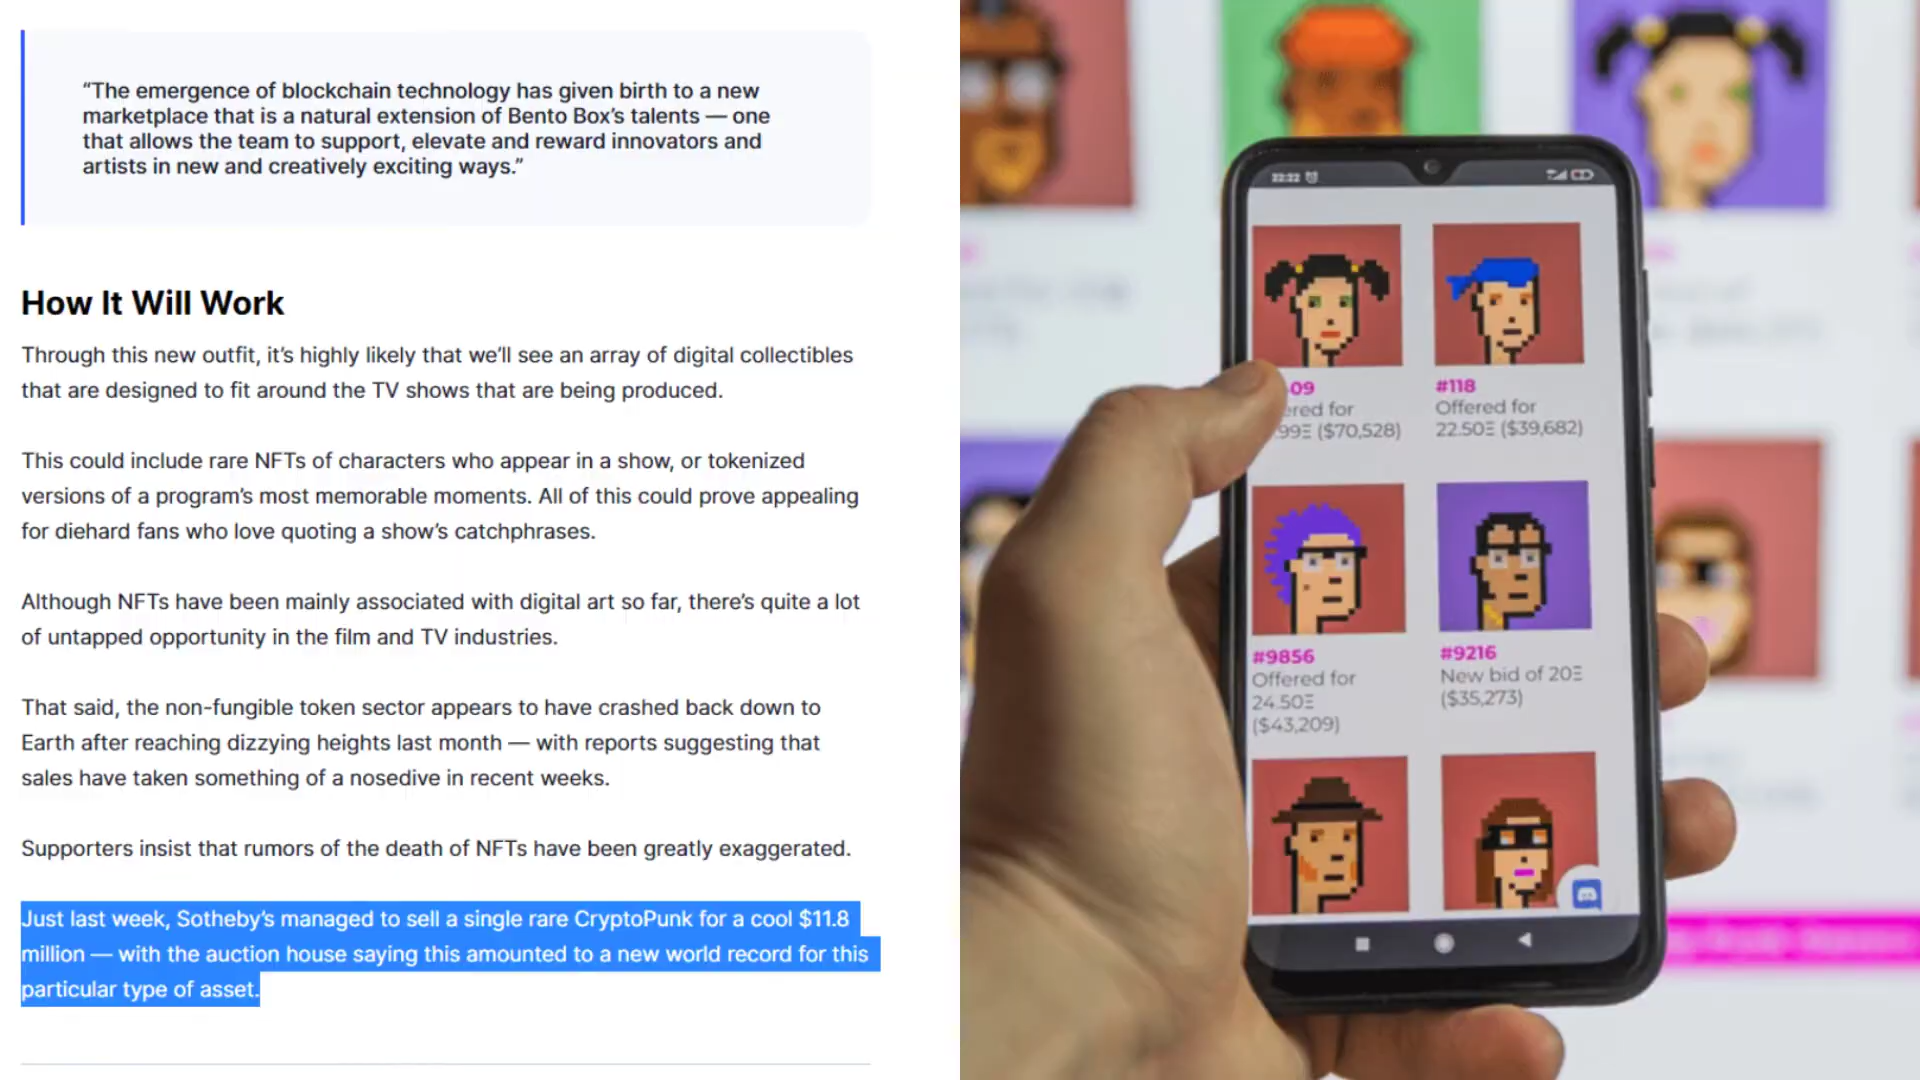 “The emergence of blockchain technology has given birth to a new
marketplace that is a natural extension of Bento Box’s talents — one
that allows the team to support, elevate and reward innovators and
artists in new and creatively exciting ways.”
How It Will Work
Through this new outfit, it’s highly likely that we’ll see an array of digital collectibles
that are designed to fit around the TV shows that are being produced.
This could include rare NFTs of characters who appear in a show, or tokenized
versions of a program’s most memorable moments. All of this could prove appealing
for diehard fans who love quoting a show’s catchphrases.
Although NFTs have been mainly associated with digital art so far, there’s quite a lot
of untapped opportunity in the film and TV industries.
That said, the non-fungible token sector appears to have crashed back down to
Earth after reaching dizzying heights last month — with reports suggesting that
sales have taken something of a nosedive in recent weeks.
Supporters insist that rumors of the death of NFTs have been greatly exaggerated.
Just last week, Sotheby’s managed to sell a single rare CryptoPunk for a cool $11.8
million — with the auction house saying this amounted to a new world record for this
particular type of asset.
22:22
09
ered for
.99Ξ ($70,528)
#118
Offered for
22.50Ξ ($39,682)
#9856
Offered for
24.50Ξ
($43,209)
#9216
New bid of 20Ξ
($35,273)